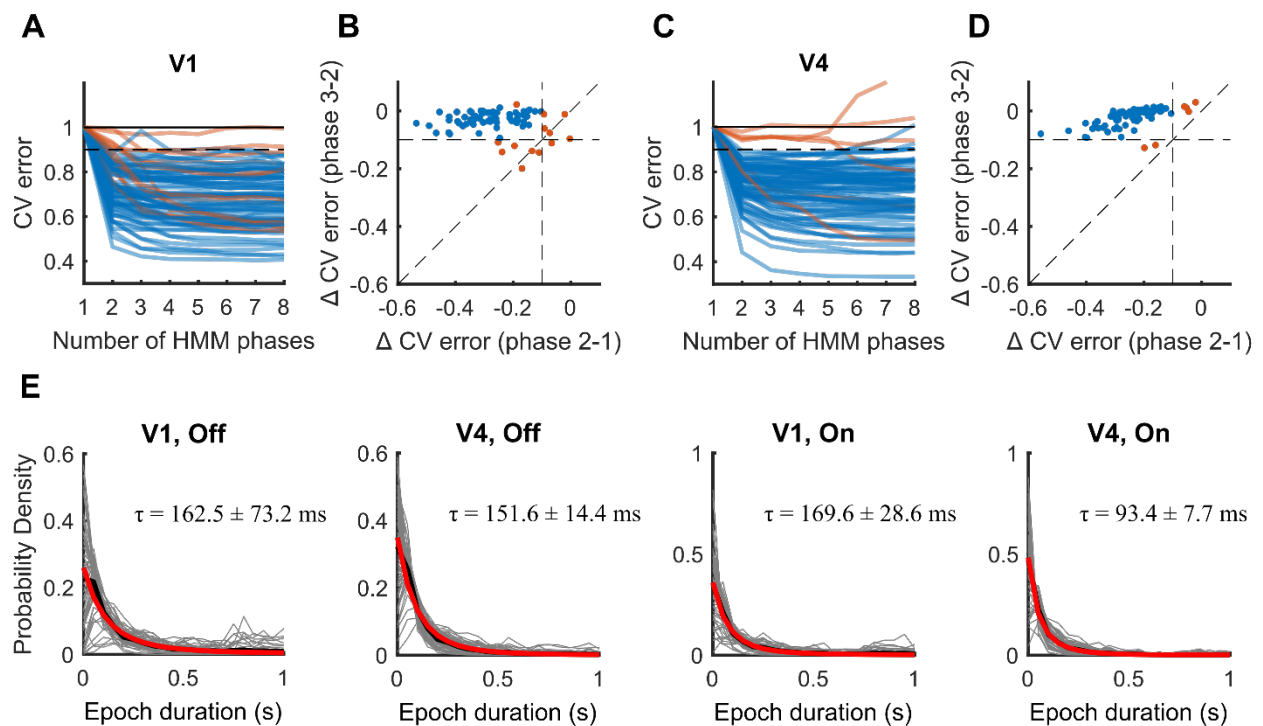 A
V1
CV error
1
0.8
0.6
0.4
1 2 3 4 5 6 7 8
Number of HMM phases
B
Δ CV error (phase 3-2)
0
-0.2
-0.4
-0.6
-0.6 -0.4 -0.2 0
Δ CV error (phase 2-1)
C
V4
CV error
1
0.8
0.6
0.4
1 2 3 4 5 6 7 8
Number of HMM phases
D
Δ CV error (phase 3-2)
0
-0.2
-0.4
-0.6
-0.6 -0.4 -0.2 0
Δ CV error (phase 2-1)
E
V1, Off
Probability Density
0.6
0.4
0.2
0
τ = 162.5 ± 73.2 ms
0 0.5 1
Epoch duration (s)
V4, Off
0.6
0.4
0.2
0
τ = 151.6 ± 14.4 ms
0 0.5 1
Epoch duration (s)
V1, On
1
0.5
0
τ = 169.6 ± 28.6 ms
0 0.5 1
Epoch duration (s)
V4, On
1
0.5
0
τ = 93.4 ± 7.7 ms
0 0.5 1
Epoch duration (s)